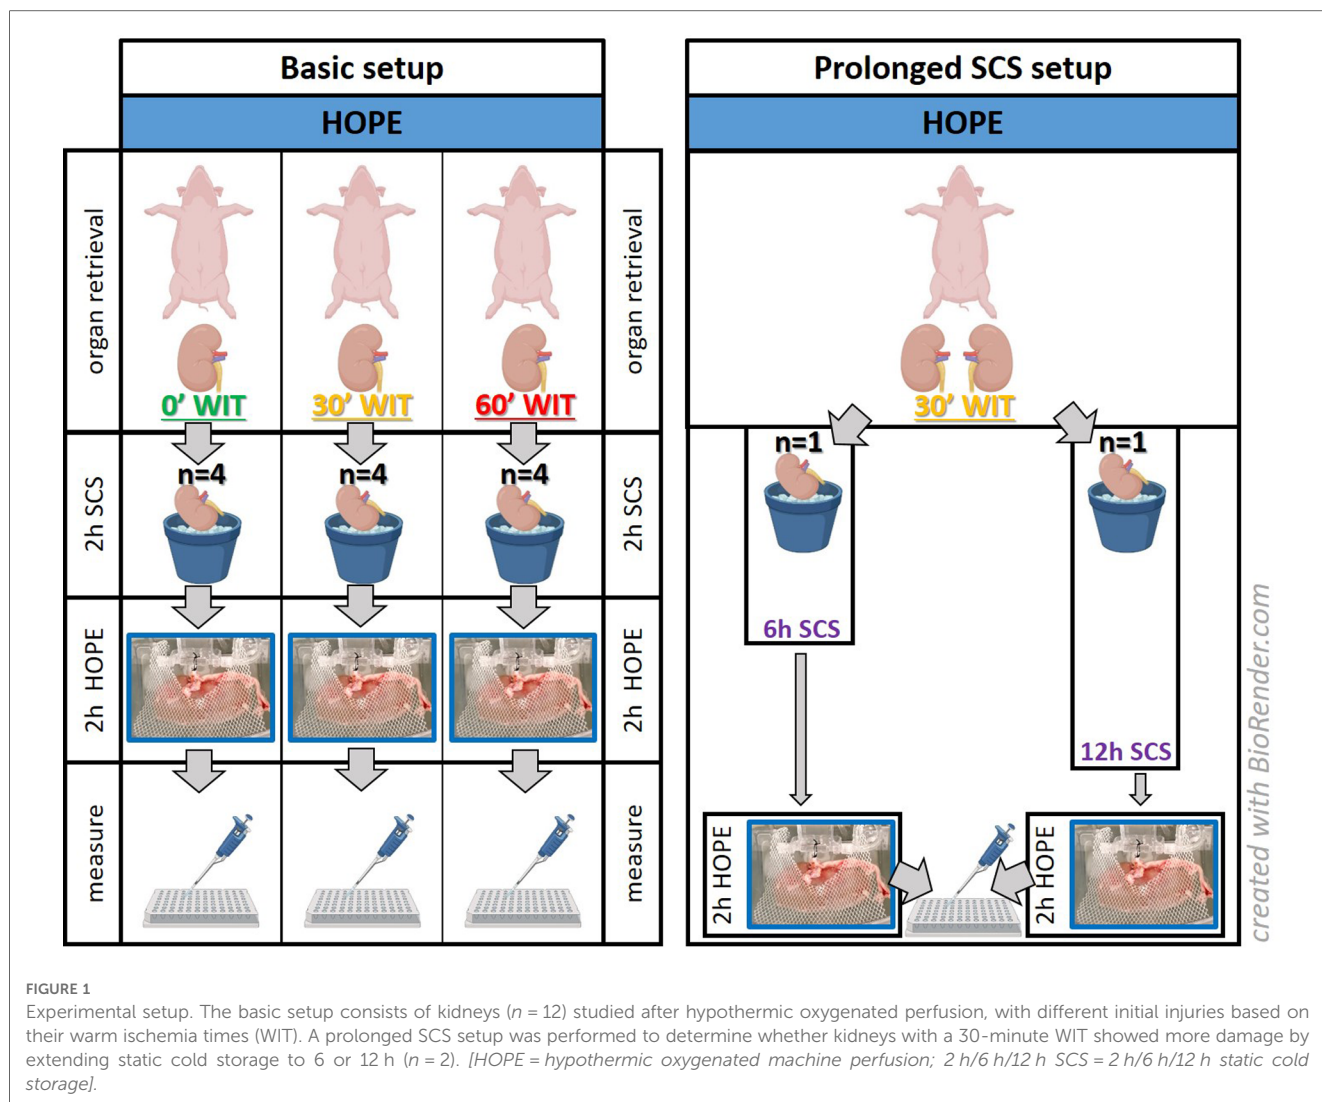 Basic setup
HOPE
organ retrieval
organ retrieval
0’ WIT
30’ WIT
60’ WIT
2h SCS
n=4
n=4
n=4
2h SCS
2h HOPE
2h HOPE
measure
measure
Prolonged SCS setup
HOPE
30’ WIT
n=1
n=1
6h SCS
12h SCS
2h HOPE
2h HOPE
created with BioRender.com
FIGURE 1
Experimental setup. The basic setup consists of kidneys (n = 12) studied after hypothermic oxygenated perfusion, with different initial injuries based on
their warm ischemia times (WIT). A prolonged SCS setup was performed to determine whether kidneys with a 30-minute WIT showed more damage by
extending static cold storage to 6 or 12 h (n = 2). [HOPE = hypothermic oxygenated machine perfusion; 2 h/6 h/12 h SCS = 2 h/6 h/12 h static cold
storage].